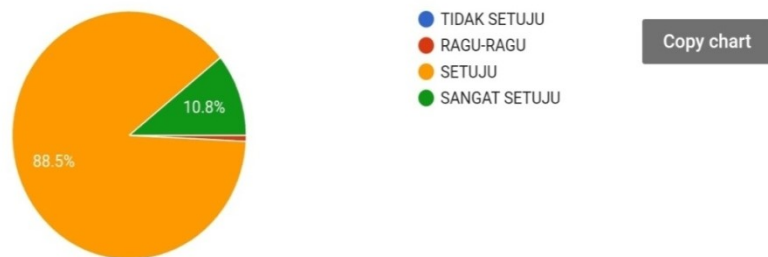 TIDAK SETUJU
RAGU-RAGU
SETUJU
SANGAT SETUJU
Copy chart
10.8%
88.5%